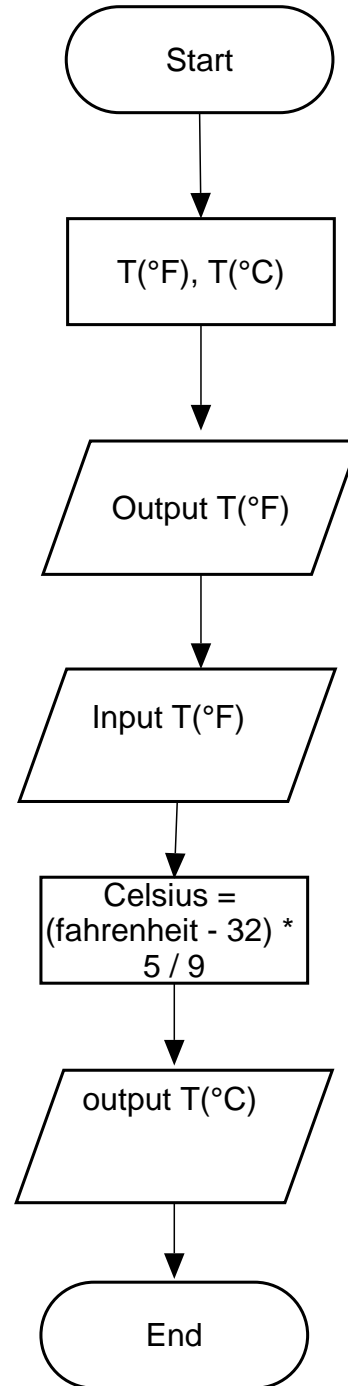 Start
T(°F), T(°C)
Output T(°F)
Input T(°F)
Celsius =
(fahrenheit - 32) *
5 / 9
output T(°C)
End